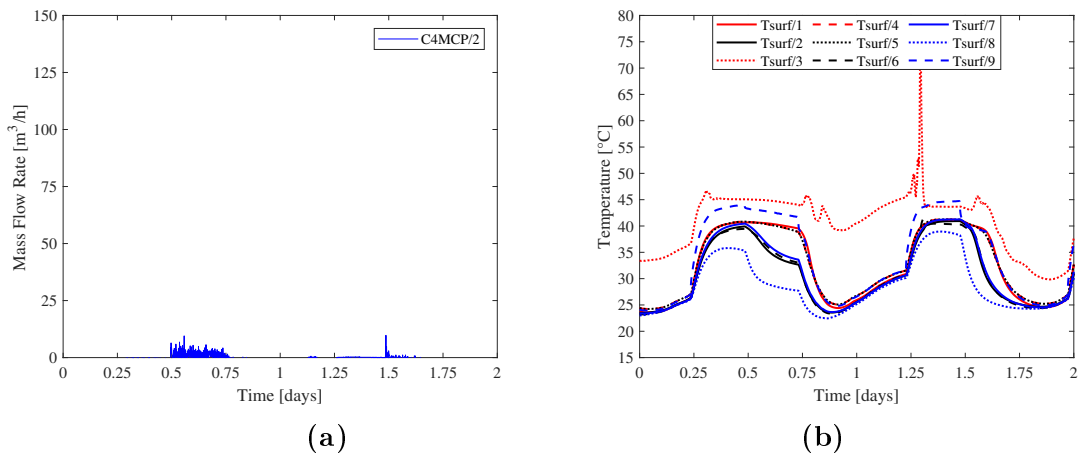 150
125
100
75
50
25
0
Mass Flow Rate [m³/h]
C4MCP/2
0 0.25 0.5 0.75 1 1.25 1.5 1.75 2
Time [days]
(a)
80
75
70
65
60
55
50
45
40
35
30
25
20
15
Temperature [°C]
Tsurf/1 Tsurf/4 Tsurf/7
Tsurf/2 Tsurf/5 Tsurf/8
Tsurf/3 Tsurf/6 Tsurf/9
0 0.25 0.5 0.75 1 1.25 1.5 1.75 2
Time [days]
(b)